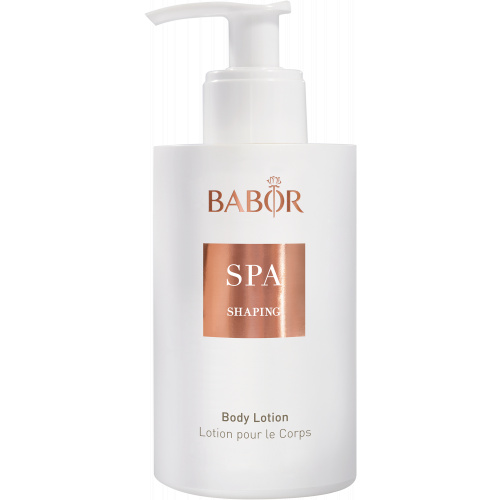 BABOR
SPA
SHAPING
Body Lotion
Lotion pour le Corps